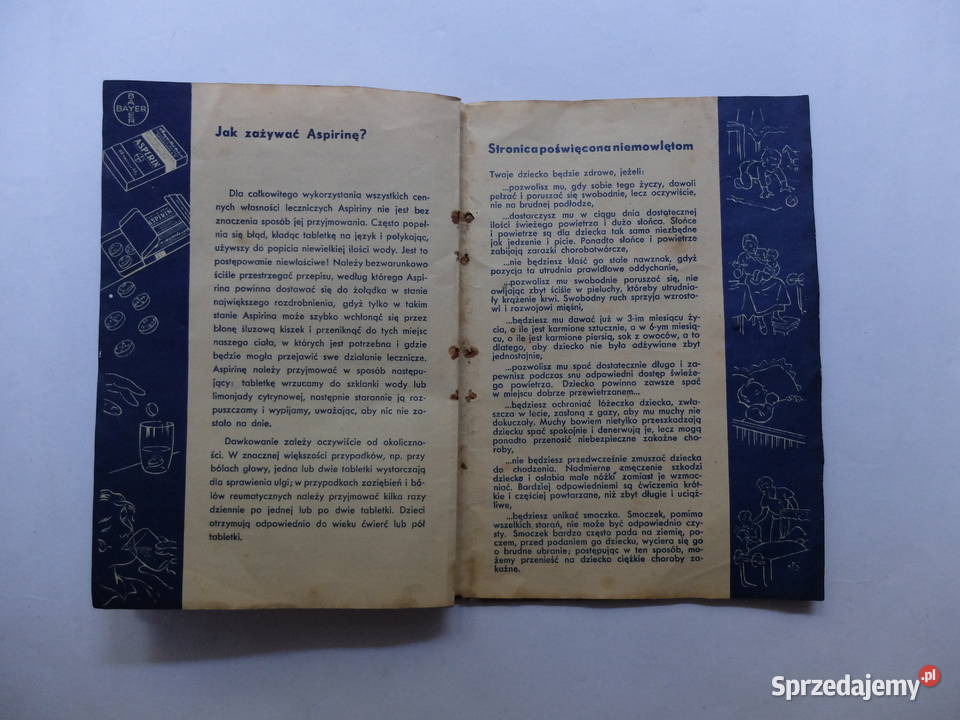 BAYER
BAYER
ASPIRIN
ASPIRIN
Jak zażywać Aspirinę?
Dla całkowitego wykorzystania wszystkich cen-
nych własności leczniczych Aspiriny nie jest bez
znaczenia sposób jej przyjmowania. Często popeł-
nia się błąd, kładąc tabletkę na język i połykając,
używszy do popicia niewielkiej ilości wody. Jest to
postępowanie niewłaściwe! Należy bezwarunkowo
ściśle przestrzegać przepisu, według którego Aspi-
rina powinna dostawać się do żołądka w stanie
największego rozdrobnienia, gdyż tylko w takim
stanie Aspirina może szybko wchłonąć się przez
błonę śluzową kiszek i przeniknąć do tych miejsc
naszego ciała, w których jest potrzebna i gdzie
będzie mogła przejawić swe działanie lecznicze.
Aspirinę należy przyjmować w sposób następu-
jący: tabletkę wrzucamy do szklanki wody lub
limonjady cytrynowej, następnie starannie ją roz-
puszczamy i wypijamy, uważając, aby nic nie zo-
stało na dnie.
Dawkowanie zależy oczywiście od okoliczno-
ści. W znacznej większości przypadków, np. przy
bólach głowy, jedna lub dwie tabletki wystarczają
dla sprawienia ulgi; w przypadkach zaziębień i bó-
lów reumatycznych należy przyjmować kilka razy
dziennie po jednej lub po dwie tabletki. Dzieci
otrzymują odpowiednio do wieku ćwierć lub pół
tabletki.
Stronica poświęcona niemowlętom
Twoje dziecko będzie zdrowe, jeżeli:
...pozwolisz mu, gdy sobie tego życzy, dowoli
pełzać i poruszać się swobodnie, lecz oczywiście,
nie na brudnej podłodze,
...dostarczysz mu w ciągu dnia dostatecznej
ilości świeżego powietrza i dużo słońca. Słońce
i powietrze są dla dziecka tak samo niezbędne
jak jedzenie i picie. Ponadto słońce i powietrze
zabijają zarazki chorobotwórcze,
...nie będziesz kłaść go stale nawznak, gdyż
pozycja ta utrudnia prawidłowe oddychanie,
...pozwolisz mu swobodnie poruszać się, nie
owijając zbyt ściśle w pieluchy, któreby utrudnia-
ły krążenie krwi. Swobodny ruch sprzyja wzrosto-
wi i rozwojowi mięśni,
...będziesz mu dawać już w 3-im miesiącu ży-
cia, o ile jest karmione sztucznie, a w 6-ym miesią-
cu, o ile jest karmione piersią, sok z owoców, a to
dlatego, aby dziecko nie było odżywiane zbyt
jednostajnie,
...pozwolisz mu spać dostatecznie długo i za-
pewnisz podczas snu odpowiedni dostęp świeże-
go powietrza. Dziecko powinno zawsze spać
w miejscu dobrze przewietrzanem...
...będziesz ochraniać łóżeczka dziecka, zwła-
szcza w lecie, zasłoną z gazy, aby mu muchy nie
dokuczały. Muchy bowiem nietylko przeszkadzają
dziecku spać spokojnie i denerwują je, lecz mogą
ponadto przenosić niebezpieczne zakaźne cho-
roby,
...nie będziesz przedwcześnie zmuszać dziecka
do chodzenia. Nadmierne zmęczenie szkodzi
dziecku i osłabia małe nóżki zamiast je wzmac-
niać. Bardziej odpowiedniemi są ćwiczenia krót-
kie i częściej powtarzane, niż zbyt długie i uciąż-
liwe,
...będziesz unikać smoczka. Smoczek, pomimo
wszelkich starań, nie może być odpowiednio czy-
sty. Smoczek bardzo często pada na ziemię, po-
czem, przed podaniem go dziecku, wyciera się go
o brudne ubranie; postępując w ten sposób, mo-
żemy przenieść na dziecko ciężkie choroby za-
kaźne.
Sprzedajemy.pl